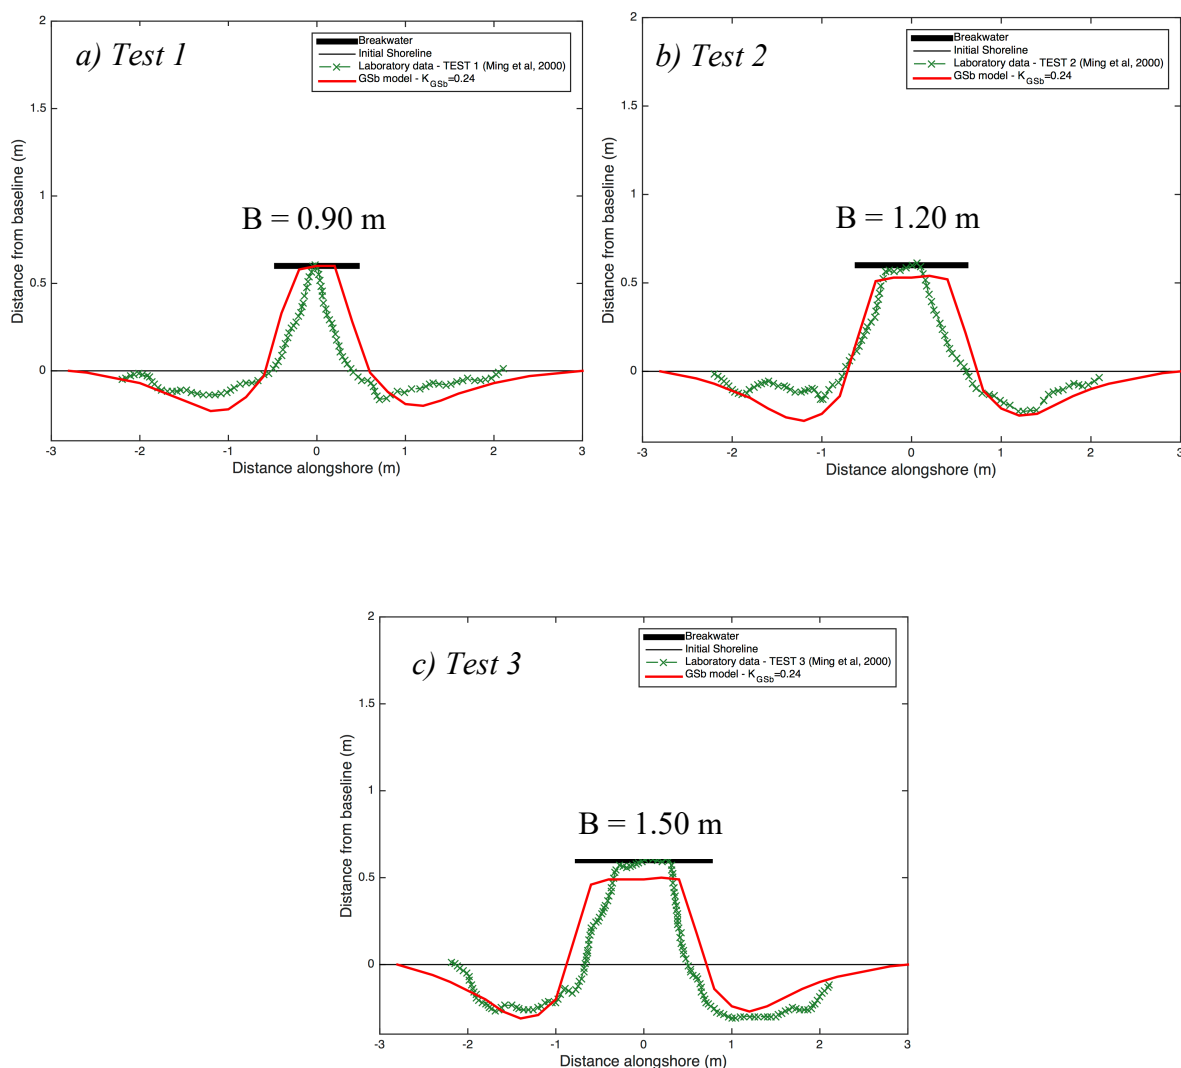 a) Test 1
Breakwater
Initial Shoreline
Laboratory data - TEST 1 (Ming et al, 2000)
GSb model - K_GSb=0.24
B = 0.90 m
2
1.5
1
0.5
0
Distance from baseline (m)
-3 -2 -1 0 1 2 3
Distance alongshore (m)
b) Test 2
Breakwater
Initial Shoreline
Laboratory data - TEST 2 (Ming et al, 2000)
GSb model - K_GSb=0.24
B = 1.20 m
2
1.5
1
0.5
0
Distance from baseline (m)
-3 -2 -1 0 1 2 3
Distance alongshore (m)
c) Test 3
Breakwater
Initial Shoreline
Laboratory data - TEST 3 (Ming et al, 2000)
GSb model - K_GSb=0.24
B = 1.50 m
2
1.5
1
0.5
0
Distance from baseline (m)
-3 -2 -1 0 1 2 3
Distance alongshore (m)